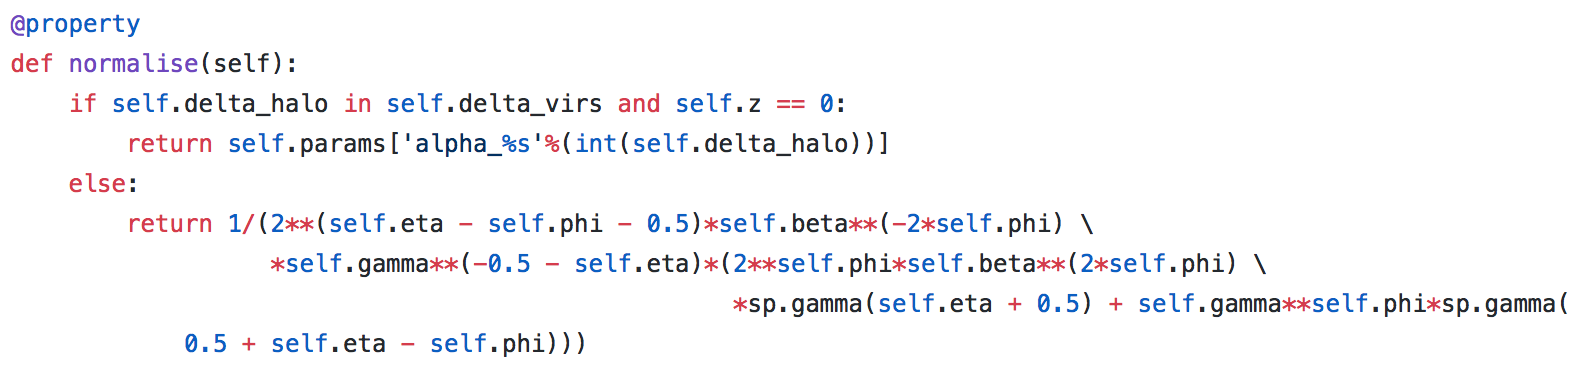 @property
def normalise(self):
    if self.delta_halo in self.delta_virs and self.z == 0:
        return self.params['alpha_%s'%(int(self.delta_halo))]
    else:
        return 1/(2**(self.eta - self.phi - 0.5)*self.beta**(-2*self.phi) \
                  *self.gamma**(-0.5 - self.eta)*(2**self.phi*self.beta**(2*self.phi) \
                                                  *sp.gamma(self.eta + 0.5) + self.gamma**self.phi*sp.gamma(
            0.5 + self.eta - self.phi)))